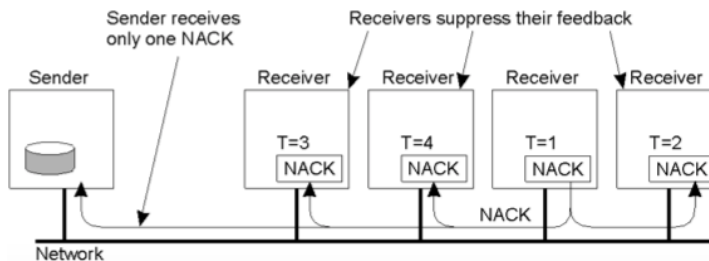 Sender receives
only one NACK
Receivers suppress their feedback
Sender
Receiver
Receiver
Receiver
Receiver
T=3
T=4
T=1
T=2
NACK
NACK
NACK
NACK
NACK
Network